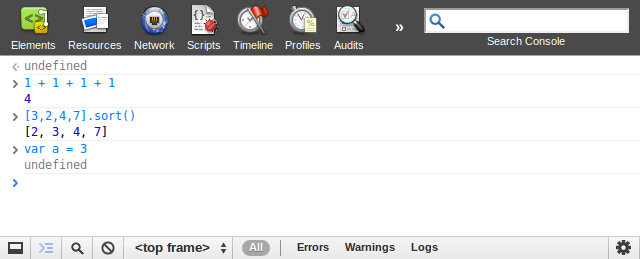 Elements Resources Network Scripts Timeline Profiles Audits » Search Console
undefined
> 1 + 1 + 1 + 1
4
> [3,2,4,7].sort()
[2, 3, 4, 7]
> var a = 3
undefined
>
<top frame> All Errors Warnings Logs